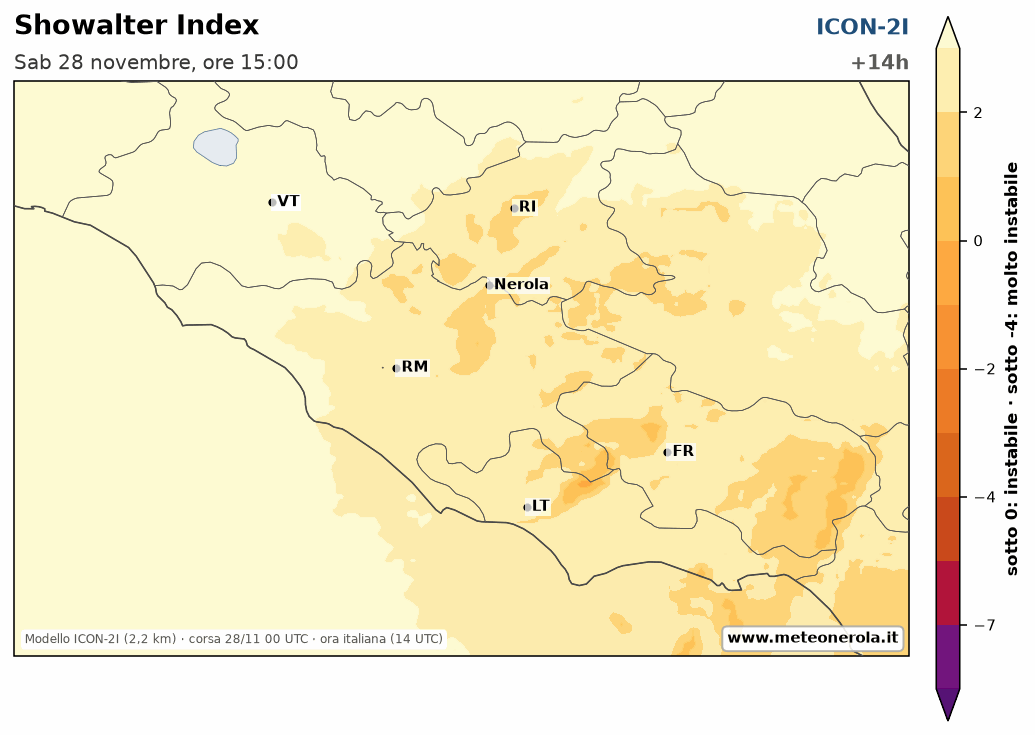 Showalter Index
ICON-2I
Sab 28 novembre, ore 15:00
+14h
VT
RI
Nerola
RM
FR
LT
Modello ICON-2I (2,2 km) · corsa 28/11 00 UTC · ora italiana (14 UTC)
www.meteonerola.it
2
0
−2
−4
−7
sotto 0: instabile · sotto -4: molto instabile